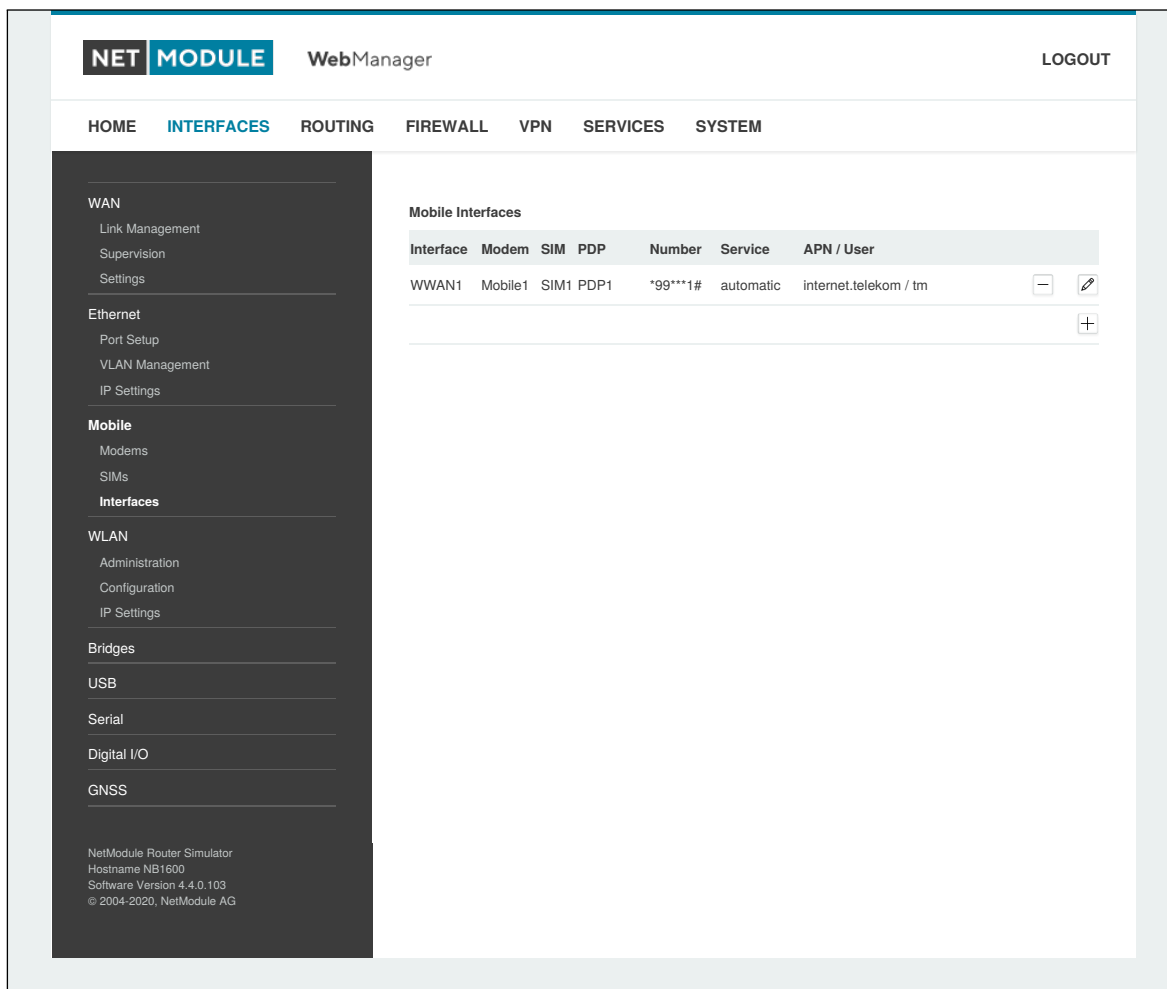 NET MODULE WebManager LOGOUT
HOME INTERFACES ROUTING FIREWALL VPN SERVICES SYSTEM
WAN
Link Management
Supervision
Settings
Ethernet
Port Setup
VLAN Management
IP Settings
Mobile
Modems
SIMs
Interfaces
WLAN
Administration
Configuration
IP Settings
Bridges
USB
Serial
Digital I/O
GNSS
NetModule Router Simulator
Hostname NB1600
Software Version 4.4.0.103
© 2004-2020, NetModule AG
Mobile Interfaces
Interface Modem SIM PDP Number Service APN / User
WWAN1 Mobile1 SIM1 PDP1 *99***1# automatic internet.telekom / tm